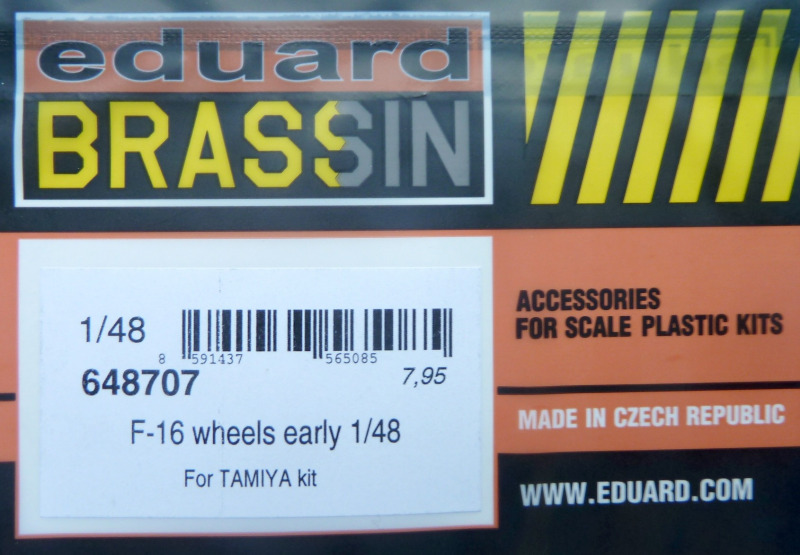 eduard
BRASSIN
1/48
8 591437 565085
648707
7,95
F-16 wheels early 1/48
For TAMIYA kit
ACCESSORIES
FOR SCALE PLASTIC KITS
MADE IN CZECH REPUBLIC
WWW.EDUARD.COM